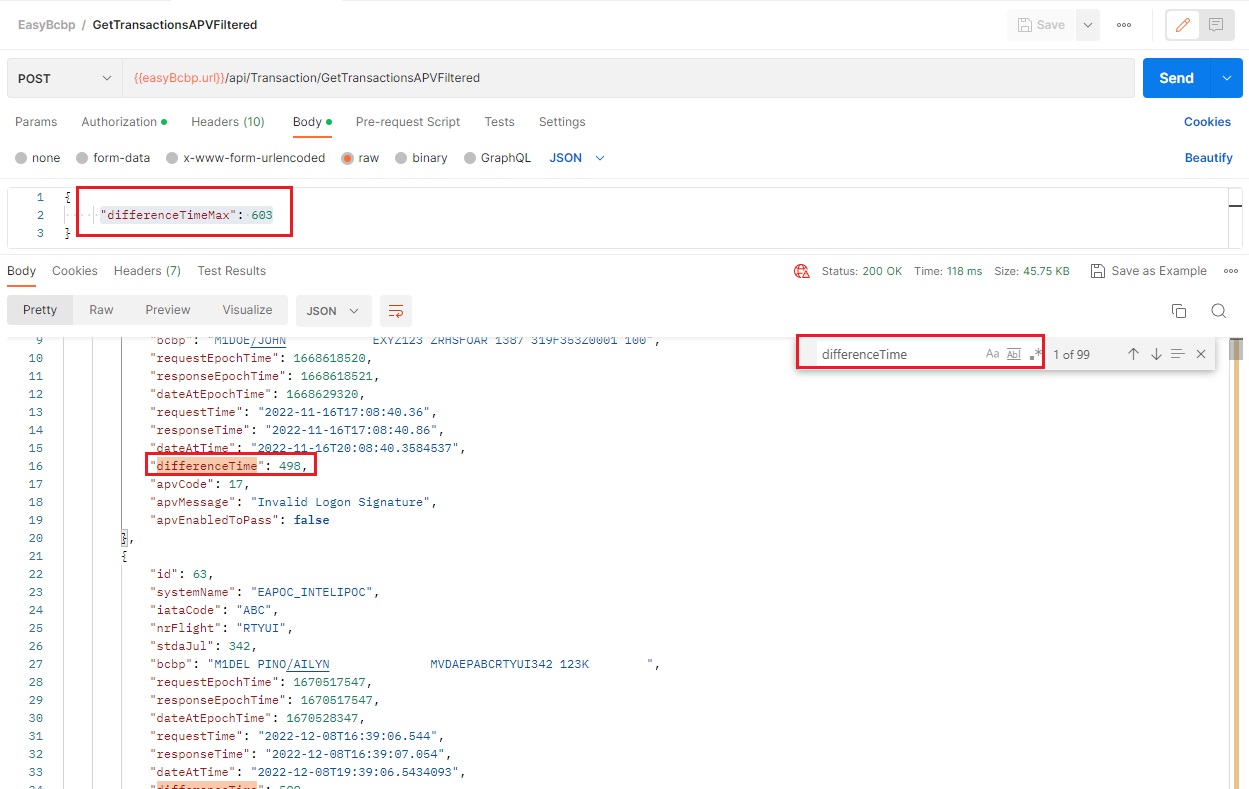 EasyBcbp / GetTransactionsAPVFiltered
Save
POST {{easyBcbp.url}}/api/Transaction/GetTransactionsAPVFiltered Send
Params Authorization Headers (10) Body Pre-request Script Tests Settings Cookies
none form-data x-www-form-urlencoded raw binary GraphQL JSON Beautify
1 {
2 "differenceTimeMax": 603
3 }
Body Cookies Headers (7) Test Results Status: 200 OK Time: 118 ms Size: 45.75 KB Save as Example
Pretty Raw Preview Visualize JSON
differenceTime Aa Abl .* 1 of 99
9 "bcbp": "M1DOE/JOHN            EXYZ123 ZRHSFOAR 1387 319F353Z0001 100",
10 "requestEpochTime": 1668618520,
11 "responseEpochTime": 1668618521,
12 "dateAtEpochTime": 1668629320,
13 "requestTime": "2022-11-16T17:08:40.36",
14 "responseTime": "2022-11-16T17:08:40.86",
15 "dateAtTime": "2022-11-16T20:08:40.3584537",
16 "differenceTime": 498,
17 "apvCode": 17,
18 "apvMessage": "Invalid Logon Signature",
19 "apvEnabledToPass": false
20 },
21 {
22 "id": 63,
23 "systemName": "EAPOC_INTELIPOC",
24 "iataCode": "ABC",
25 "nrFlight": "RTYUI",
26 "stdaJul": 342,
27 "bcbp": "M1DEL PINO/AILYN              MVDAEPABCRTYUI342 123K        ",
28 "requestEpochTime": 1670517547,
29 "responseEpochTime": 1670517547,
30 "dateAtEpochTime": 1670528347,
31 "requestTime": "2022-12-08T16:39:06.544",
32 "responseTime": "2022-12-08T16:39:07.054",
33 "dateAtTime": "2022-12-08T19:39:06.5434093",
34 "differenceTime":